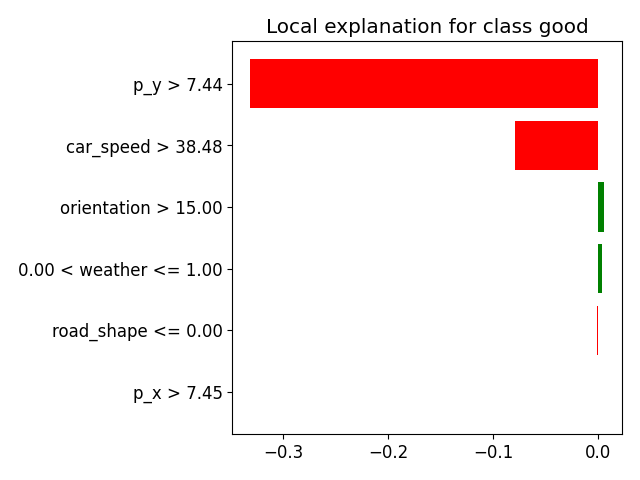 Local explanation for class good
p_y > 7.44
car_speed > 38.48
orientation > 15.00
0.00 < weather <= 1.00
road_shape <= 0.00
p_x > 7.45
−0.3 −0.2 −0.1 0.0